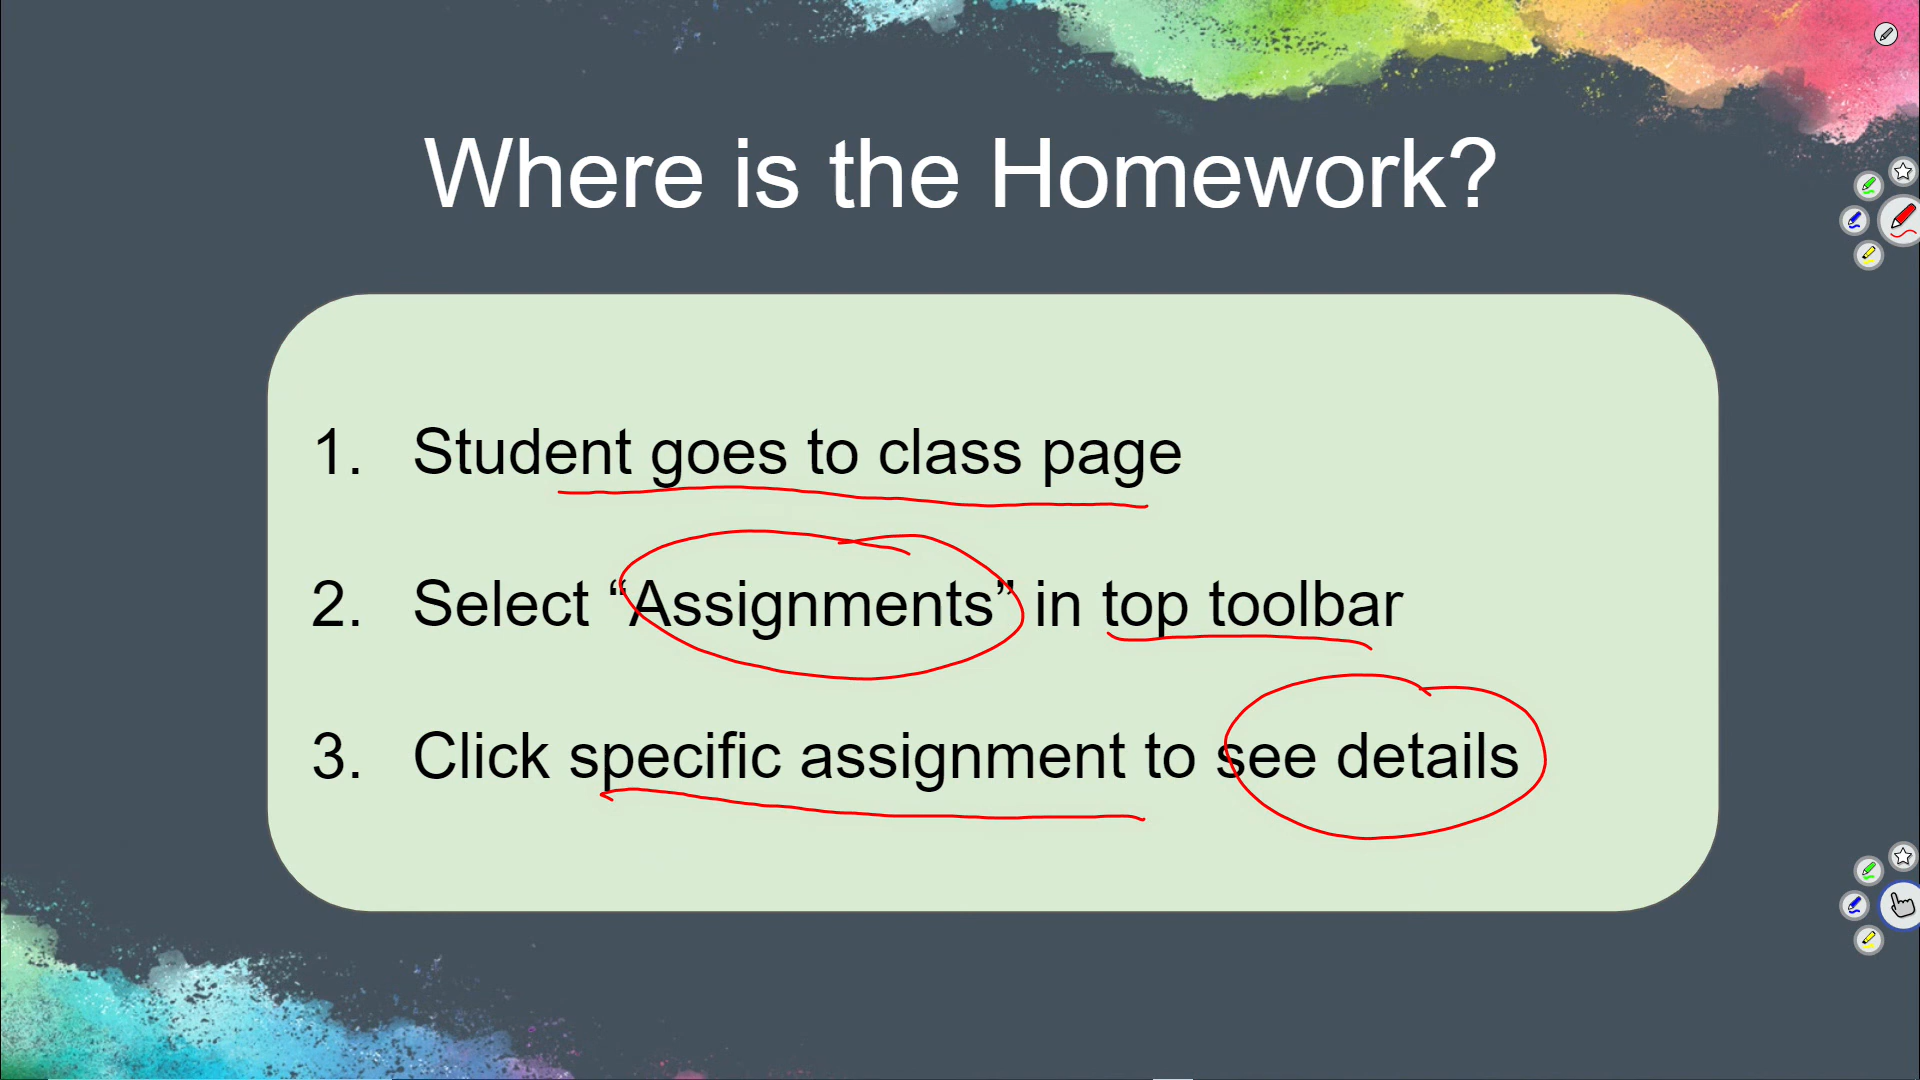 Where is the Homework?
1. Student goes to class page
2. Select “Assignments” in top toolbar
3. Click specific assignment to see details